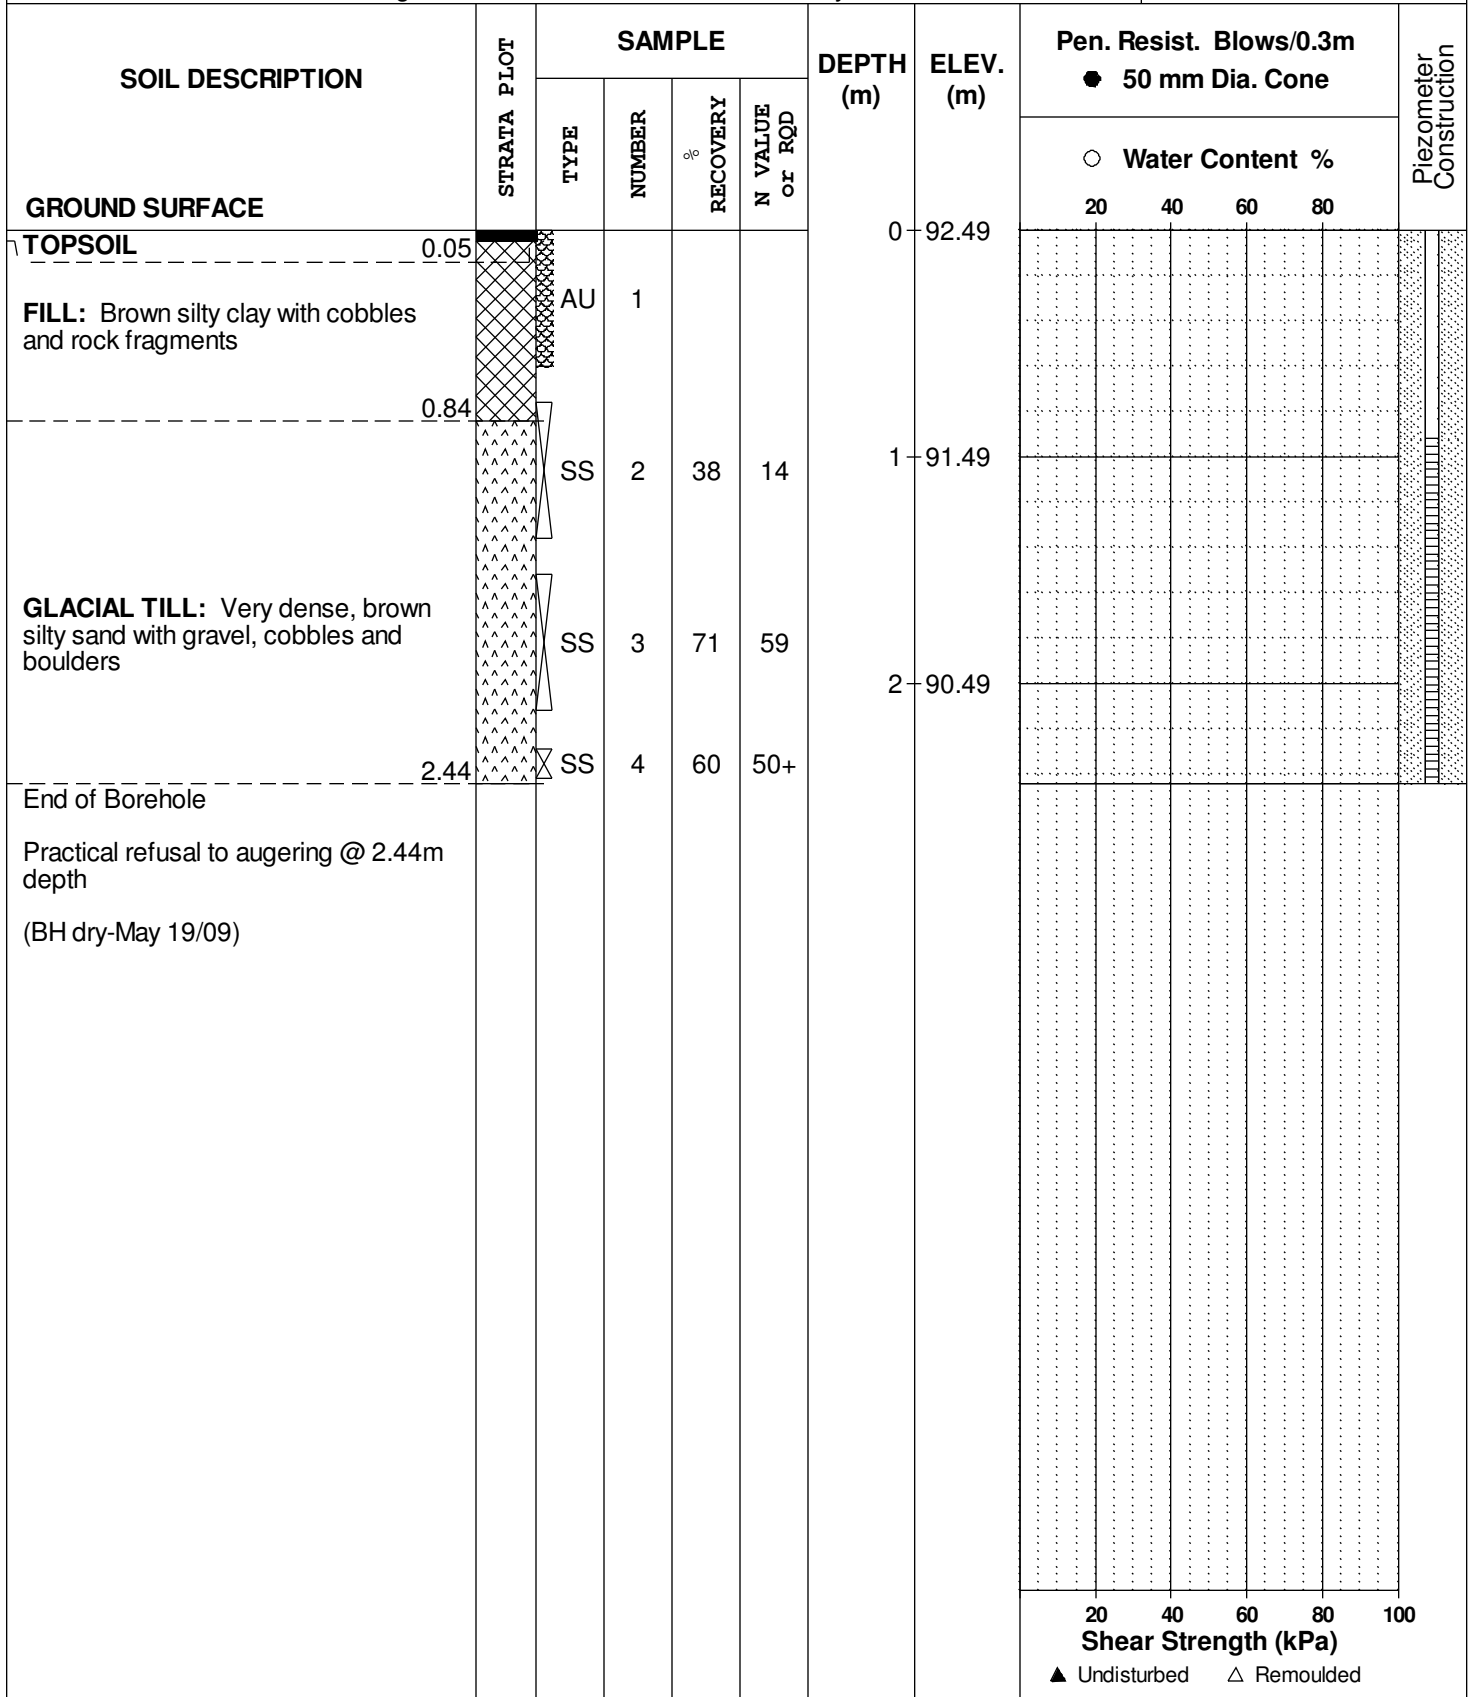 SOIL DESCRIPTION
GROUND SURFACE
STRATA PLOT
SAMPLE
TYPE
NUMBER
% RECOVERY
N VALUE or RQD
DEPTH (m)
ELEV. (m)
Pen. Resist. Blows/0.3m
● 50 mm Dia. Cone
○ Water Content %
20 40 60 80
Piezometer Construction
TOPSOIL 0.05
0 92.49
FILL: Brown silty clay with cobbles
and rock fragments
AU 1
0.84
SS 2 38 14
1 91.49
GLACIAL TILL: Very dense, brown
silty sand with gravel, cobbles and
boulders
SS 3 71 59
2 90.49
SS 4 60 50+
2.44
End of Borehole
Practical refusal to augering @ 2.44m
depth
(BH dry-May 19/09)
20 40 60 80 100
Shear Strength (kPa)
▲ Undisturbed △ Remoulded